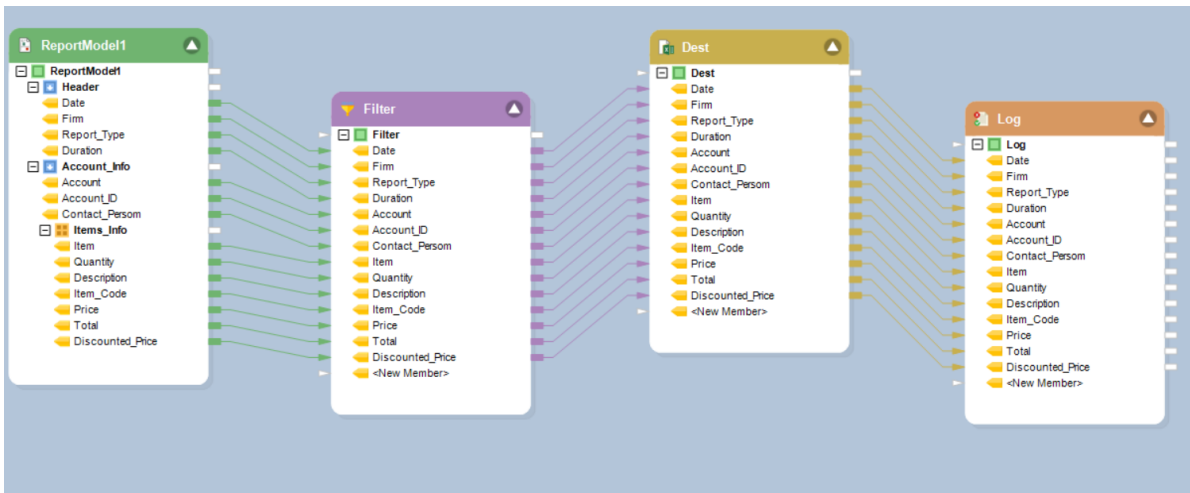 ReportModel1
ReportModel1
Header
Date
Firm
Report_Type
Duration
Account_Info
Account
Account_ID
Contact_Persom
Items_Info
Item
Quantity
Description
Item_Code
Price
Total
Discounted_Price
Filter
Filter
Date
Firm
Report_Type
Duration
Account
Account_ID
Contact_Persom
Item
Quantity
Description
Item_Code
Price
Total
Discounted_Price
<New Member>
Dest
Dest
Date
Firm
Report_Type
Duration
Account
Account_ID
Contact_Persom
Item
Quantity
Description
Item_Code
Price
Total
Discounted_Price
<New Member>
Log
Log
Date
Firm
Report_Type
Duration
Account
Account_ID
Contact_Persom
Item
Quantity
Description
Item_Code
Price
Total
Discounted_Price
<New Member>